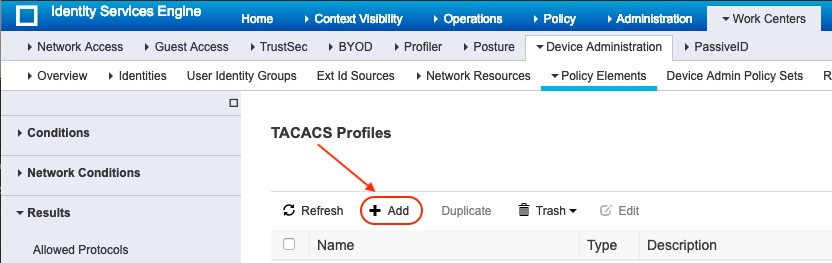 Identity Services Engine
Home Context Visibility Operations Policy Administration Work Centers
Network Access Guest Access TrustSec BYOD Profiler Posture Device Administration PassiveID
Overview Identities User Identity Groups Ext Id Sources Network Resources Policy Elements Device Admin Policy Sets R
Conditions
Network Conditions
Results
Allowed Protocols
TACACS Profiles
Refresh Add Duplicate Trash Edit
Name Type Description